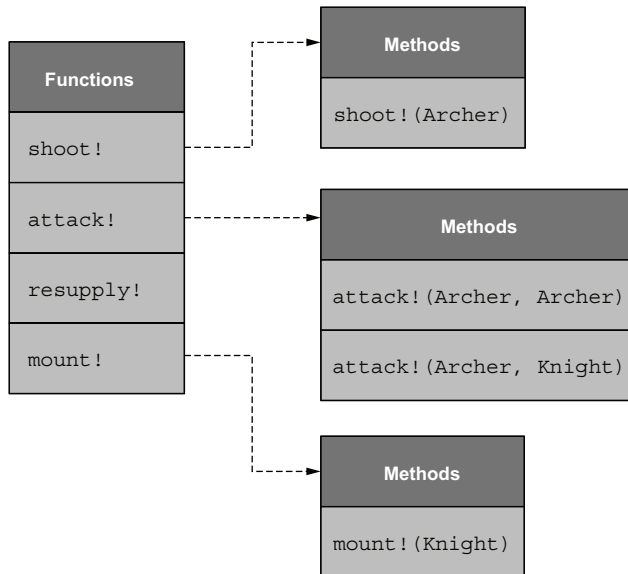 Functions
shoot!
attack!
resupply!
mount!
Methods
shoot!(Archer)
Methods
attack!(Archer, Archer)
attack!(Archer, Knight)
Methods
mount!(Knight)